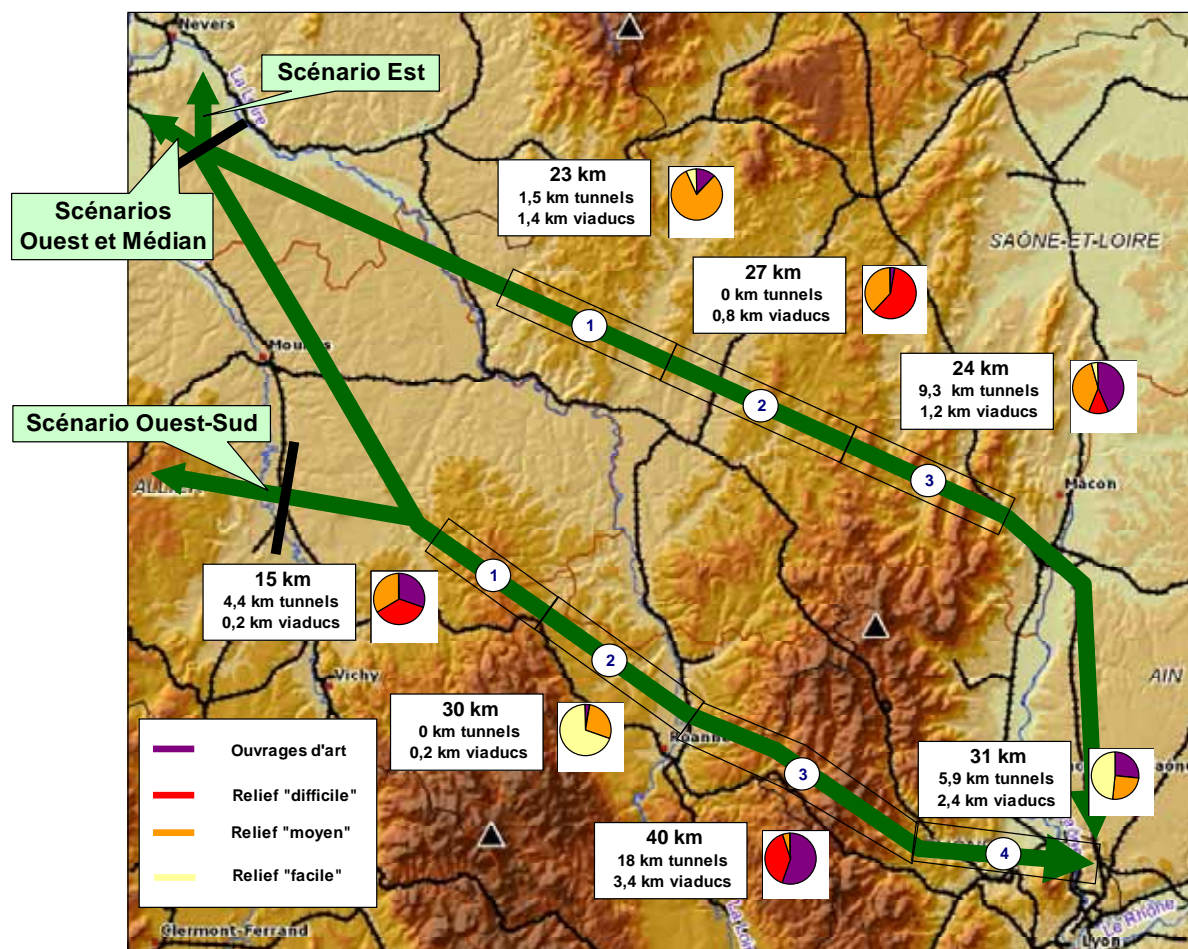 Nevers
Scénario Est
La Loire
Scénarios
Ouest et Médian
23 km
1,5 km tunnels
1,4 km viaducs
SAÔNE-ET-LOIRE
27 km
0 km tunnels
0,8 km viaducs
1
24 km
9,3 km tunnels
1,2 km viaducs
2
Scénario Ouest-Sud
3
Mâcon
15 km
4,4 km tunnels
0,2 km viaducs
1
2
Vichy
AIN
30 km
0 km tunnels
0,2 km viaducs
3
31 km
5,9 km tunnels
2,4 km viaducs
Ouvrages d'art
Relief "difficile"
Relief "moyen"
Relief "facile"
40 km
18 km tunnels
3,4 km viaducs
4
Le Rhône
Clermont-Ferrand
Lyon